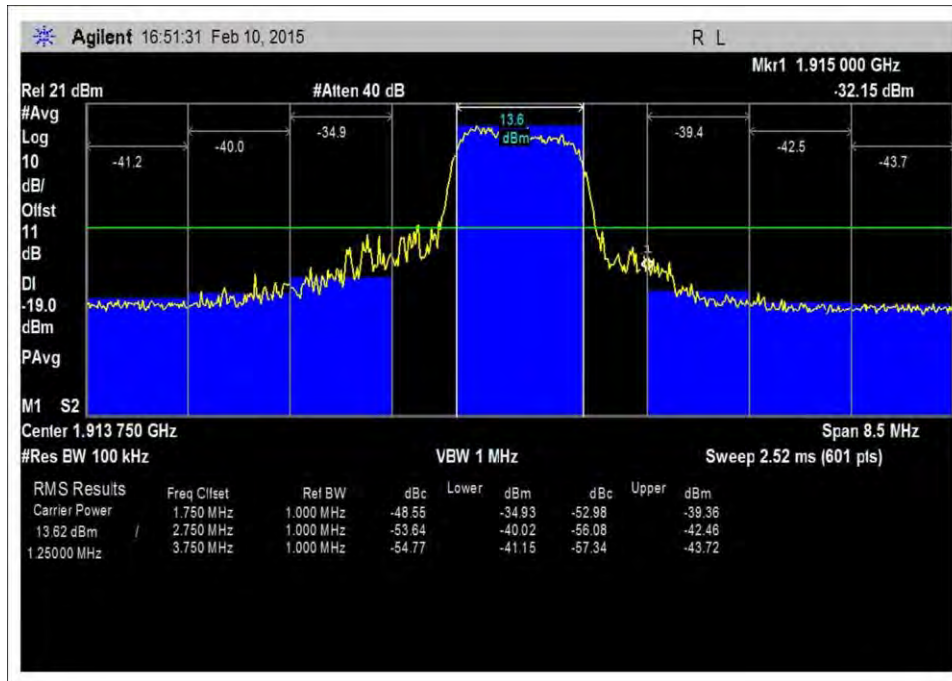 Agilent 16:51:31 Feb 10, 2015 R L
Mkr1 1.915 000 GHz
Rel 21 dBm #Atten 40 dB -32.15 dBm
#Avg
Log
10
dB/
Offst
11
dB
DI
-19.0
dBm
PAvg
M1 S2
-41.2
-40.0
-34.9
13.6
dBm
-39.4
-42.5
-43.7
1
Center 1.913 750 GHz Span 8.5 MHz
#Res BW 100 kHz VBW 1 MHz Sweep 2.52 ms (601 pts)
RMS Results Freq Offset Ref BW dBc Lower dBm dBc Upper dBm
Carrier Power 1.750 MHz 1.000 MHz -48.55 -34.93 -52.98 -39.36
13.62 dBm / 2.750 MHz 1.000 MHz -53.64 -40.02 -56.08 -42.46
1.25000 MHz 3.750 MHz 1.000 MHz -54.77 -41.15 -57.34 -43.72